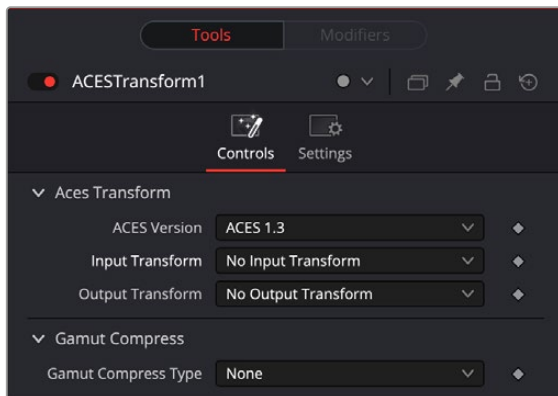 Tools Modifiers
ACESTransform1
Controls Settings
Aces Transform
ACES Version ACES 1.3
Input Transform No Input Transform
Output Transform No Output Transform
Gamut Compress
Gamut Compress Type None